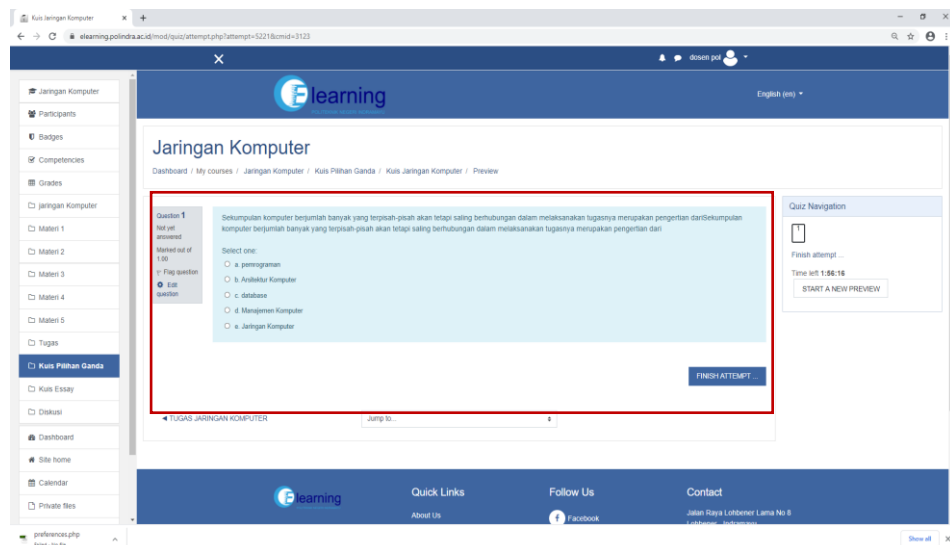 Kuis Jaringan Komputer
elearning.polindra.ac.id/mod/quiz/attempt.php?attempt=5221&cmid=3123
dosen pol
Elearning
English (en)
Jaringan Komputer
Participants
Badges
Competencies
Grades
jaringan Komputer
Materi 1
Materi 2
Materi 3
Materi 4
Materi 5
Tugas
Kuis Pilihan Ganda
Kuis Essay
Diskusi
Dashboard
Site home
Calendar
Private files
Jaringan Komputer
Dashboard / My courses / Jaringan Komputer / Kuis Pilihan Ganda / Kuis Jaringan Komputer / Preview
Question 1
Not yet
answered
Marked out of
1.00
Flag question
Edit
question
Sekumpulan komputer berjumlah banyak yang terpisah-pisah akan tetapi saling berhubungan dalam melaksanakan tugasnya merupakan pengertian dariSekumpulan
komputer berjumlah banyak yang terpisah-pisah akan tetapi saling berhubungan dalam melaksanakan tugasnya merupakan pengertian dari
Select one:
a. pemrograman
b. Arsitektur Komputer
c. database
d. Manajemen Komputer
e. Jaringan Komputer
FINISH ATTEMPT ...
◄ TUGAS JARINGAN KOMPUTER
Jump to...
Quiz Navigation
1
Finish attempt ...
Time left 1:56:16
START A NEW PREVIEW
Elearning
Quick Links
About Us
Follow Us
Facebook
Contact
Jalan Raya Lohbener Lama No 8
Lohbener - Indramayu
preferences.php
Show all